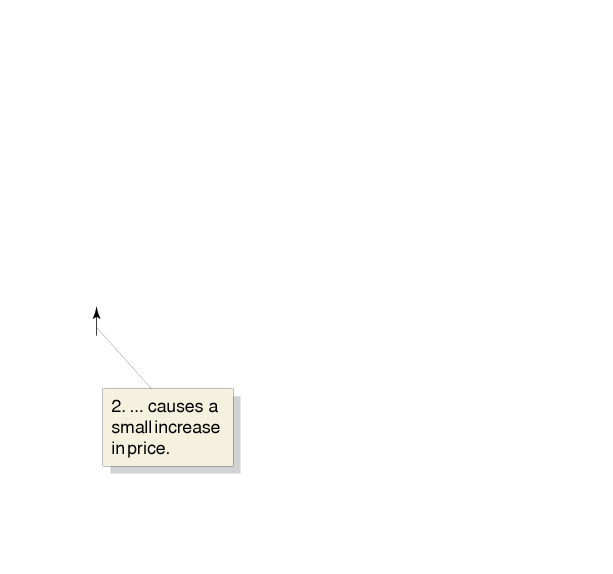 2. ... causes a
small increase
in price.